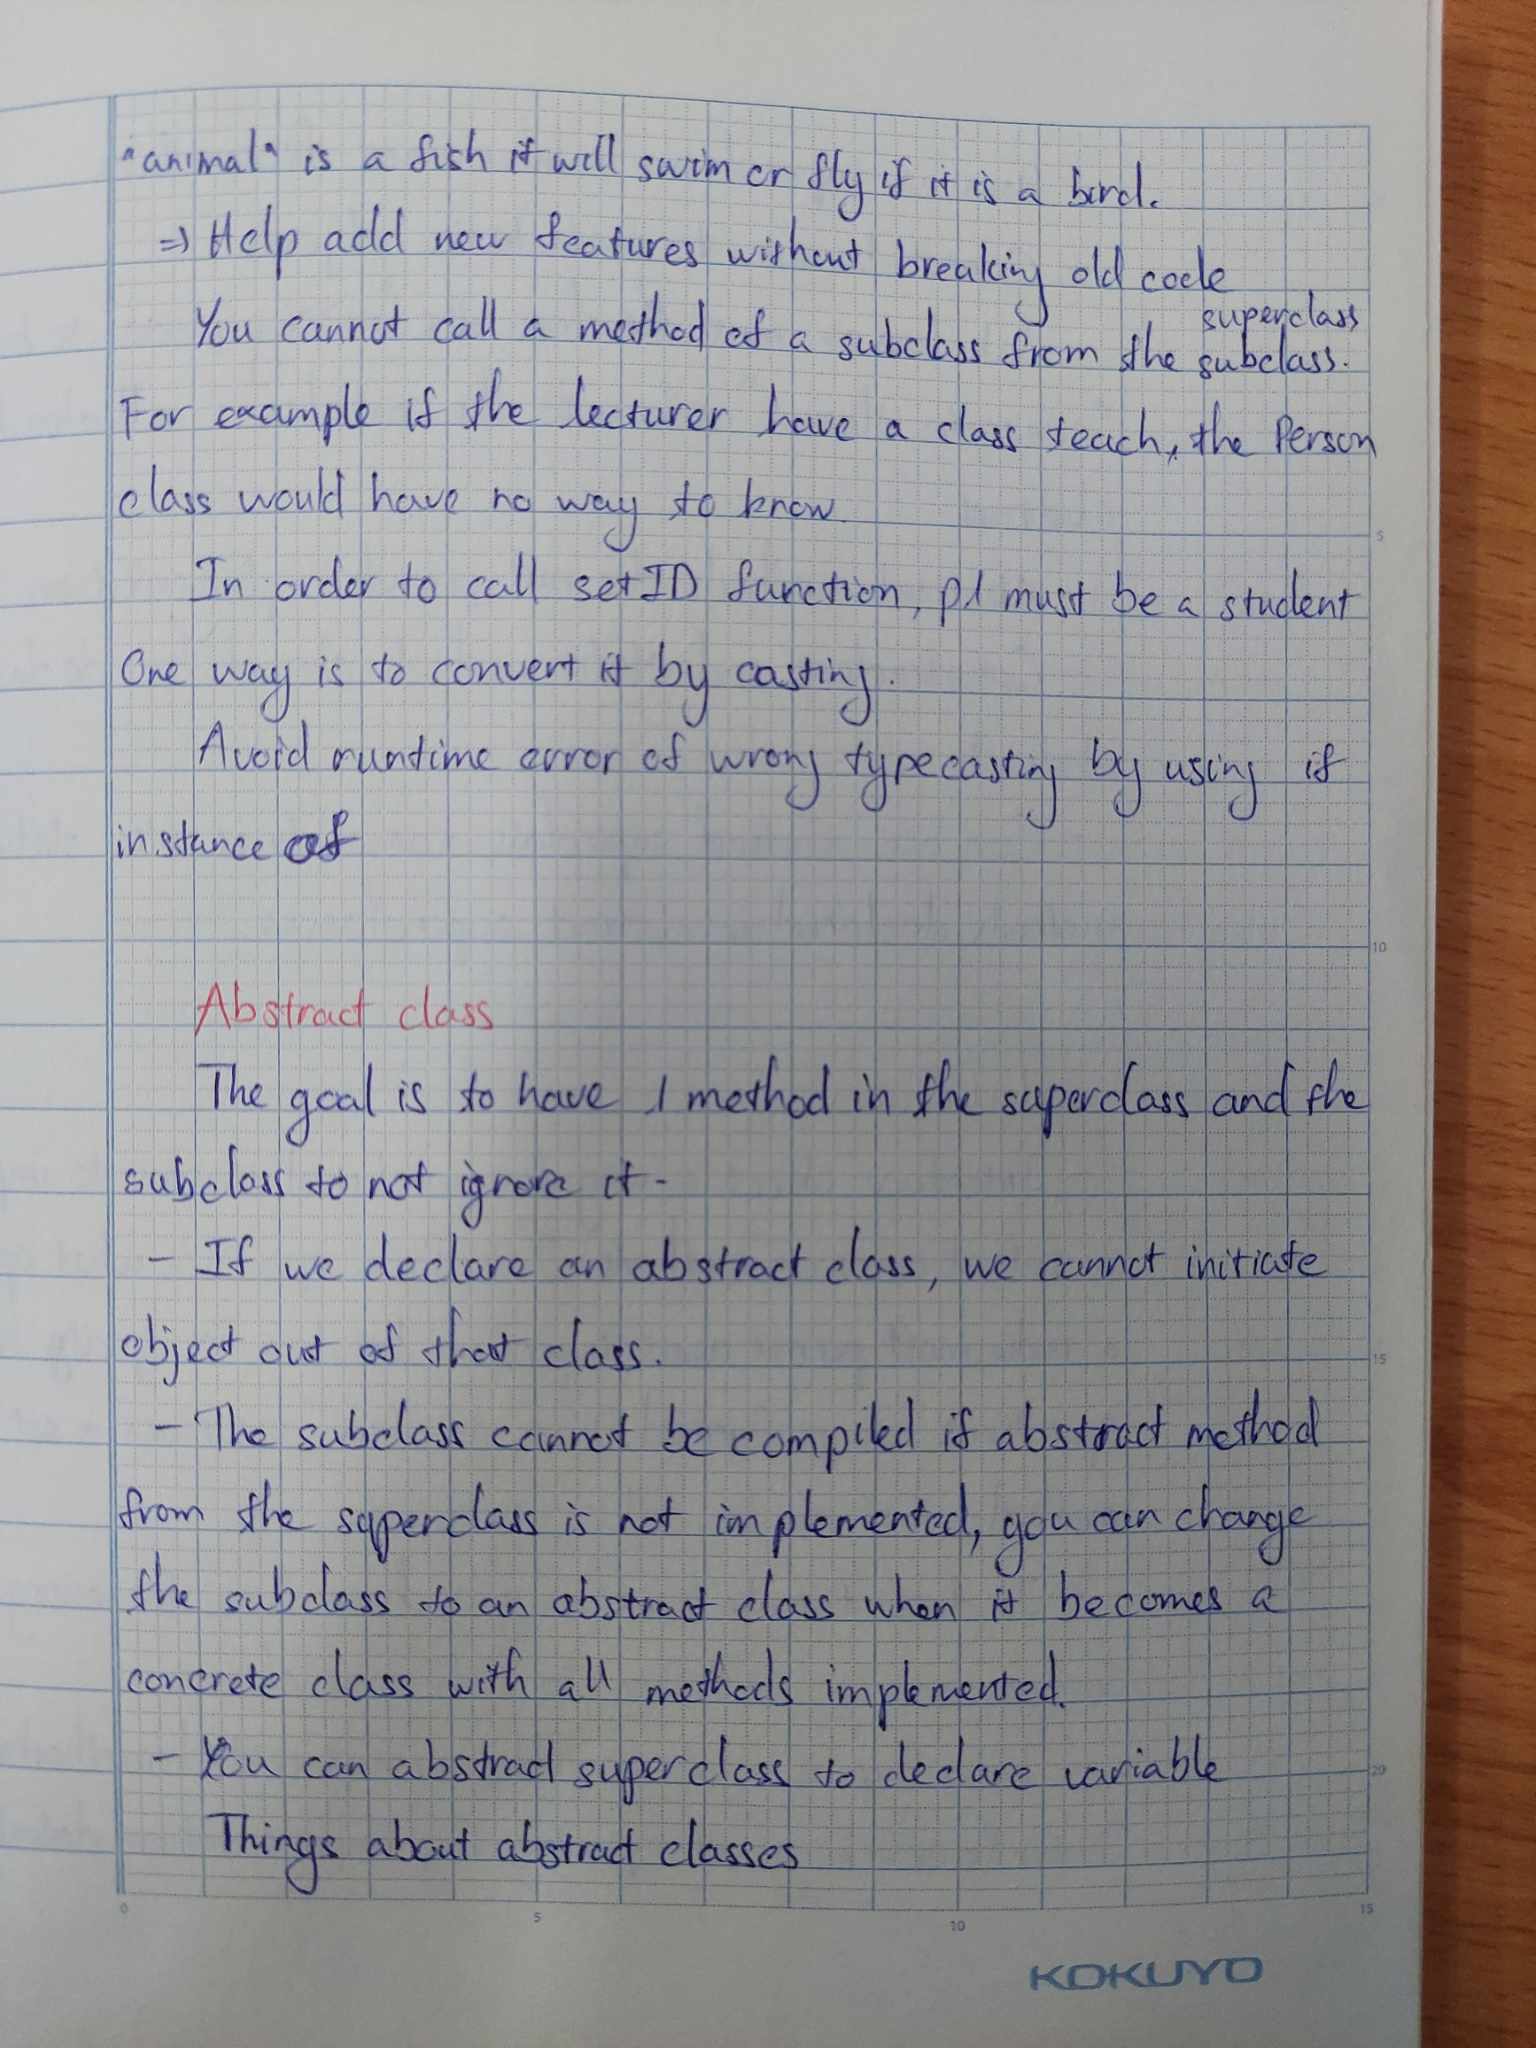 "animal" is a fish it will swim or fly if it is a bird.
=> Help add new features without breaking old code
superclass
You cannot call a method of a subclass from the subclass.
For example if the lecturer have a class teach, the Person
class would have no way to know.
In order to call setID function, p1 must be a student
One way is to convert it by casting.
Avoid runtime error of wrong typecasting by using if
instance of
Abstract class
The goal is to have 1 method in the superclass and the
subclass to not ignore it.
- If we declare an abstract class, we cannot initiate
object out of that class.
- The subclass cannot be compiled if abstract method
from the superclass is not implemented, you can change
the subclass to an abstract class when it becomes a
concrete class with all methods implemented.
- You can abstract superclass to declare variable
Things about abstract classes
5
10
15
20
0 5 10 15
KOKUYO